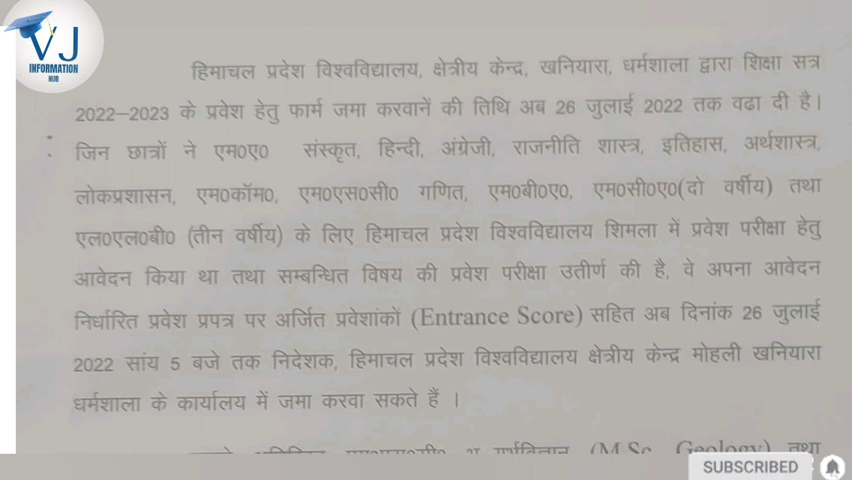 VJ
INFORMATION
HUB
हिमाचल प्रदेश विश्वविद्यालय, क्षेत्रीय केन्द्र, खनियारा, धर्मशाला द्वारा शिक्षा सत्र
2022–2023 के प्रवेश हेतु फार्म जमा करवानें की तिथि अब 26 जुलाई 2022 तक वढा दी है।
जिन छात्रों ने एम0ए0 संस्कृत, हिन्दी, अंग्रेजी, राजनीति शास्त्र, इतिहास, अर्थशास्त्र,
लोकप्रशासन, एम0कॉम0, एम0एस0सी0 गणित, एम0बी0ए0, एम0सी0ए0(दो वर्षीय) तथा
एल0एल0बी0 (तीन वर्षीय) के लिए हिमाचल प्रदेश विश्वविद्यालय शिमला में प्रवेश परीक्षा हेतु
आवेदन किया था तथा सम्बन्धित विषय की प्रवेश परीक्षा उतीर्ण की है, वे अपना आवेदन
निर्धारित प्रवेश प्रपत्र पर अर्जित प्रवेशांकों (Entrance Score) सहित अब दिनांक 26 जुलाई
2022 सांय 5 बजे तक निदेशक, हिमाचल प्रदेश विश्वविद्यालय क्षेत्रीय केन्द्र मोहली खनियारा
धर्मशाला के कार्यालय में जमा करवा सकते हैं ।
(M.Sc. Geology) तथा
SUBSCRIBED